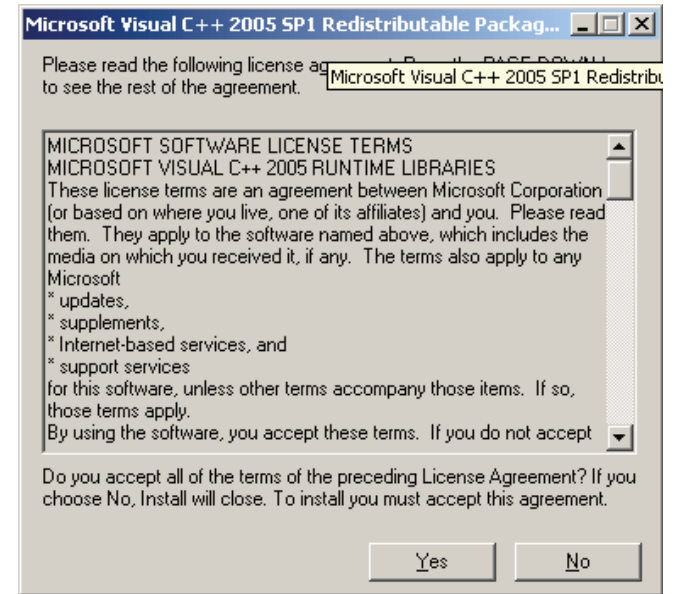 Microsoft Visual C++ 2005 SP1 Redistributable Packag...
Please read the following license
Microsoft Visual C++ 2005 SP1
to see the rest of the agreement.
MICROSOFT SOFTWARE LICENSE TERMS
MICROSOFT VISUAL C++ 2005 RUNTIME LIBRARIES
These license terms are an agreement between Microsoft Corporation
(or based on where you live, one of its affiliates) and you.  Please read
them.  They apply to the software named above, which includes the
media on which you received it, if any.  The terms also apply to any
Microsoft
* updates,
* supplements,
* Internet-based services, and
* support services
for this software, unless other terms accompany those items.  If so,
those terms apply.
By using the software, you accept these terms.  If you do not accept
Do you accept all of the terms of the preceding License Agreement? If you
choose No, Install will close. To install you must accept this agreement.
Yes
No